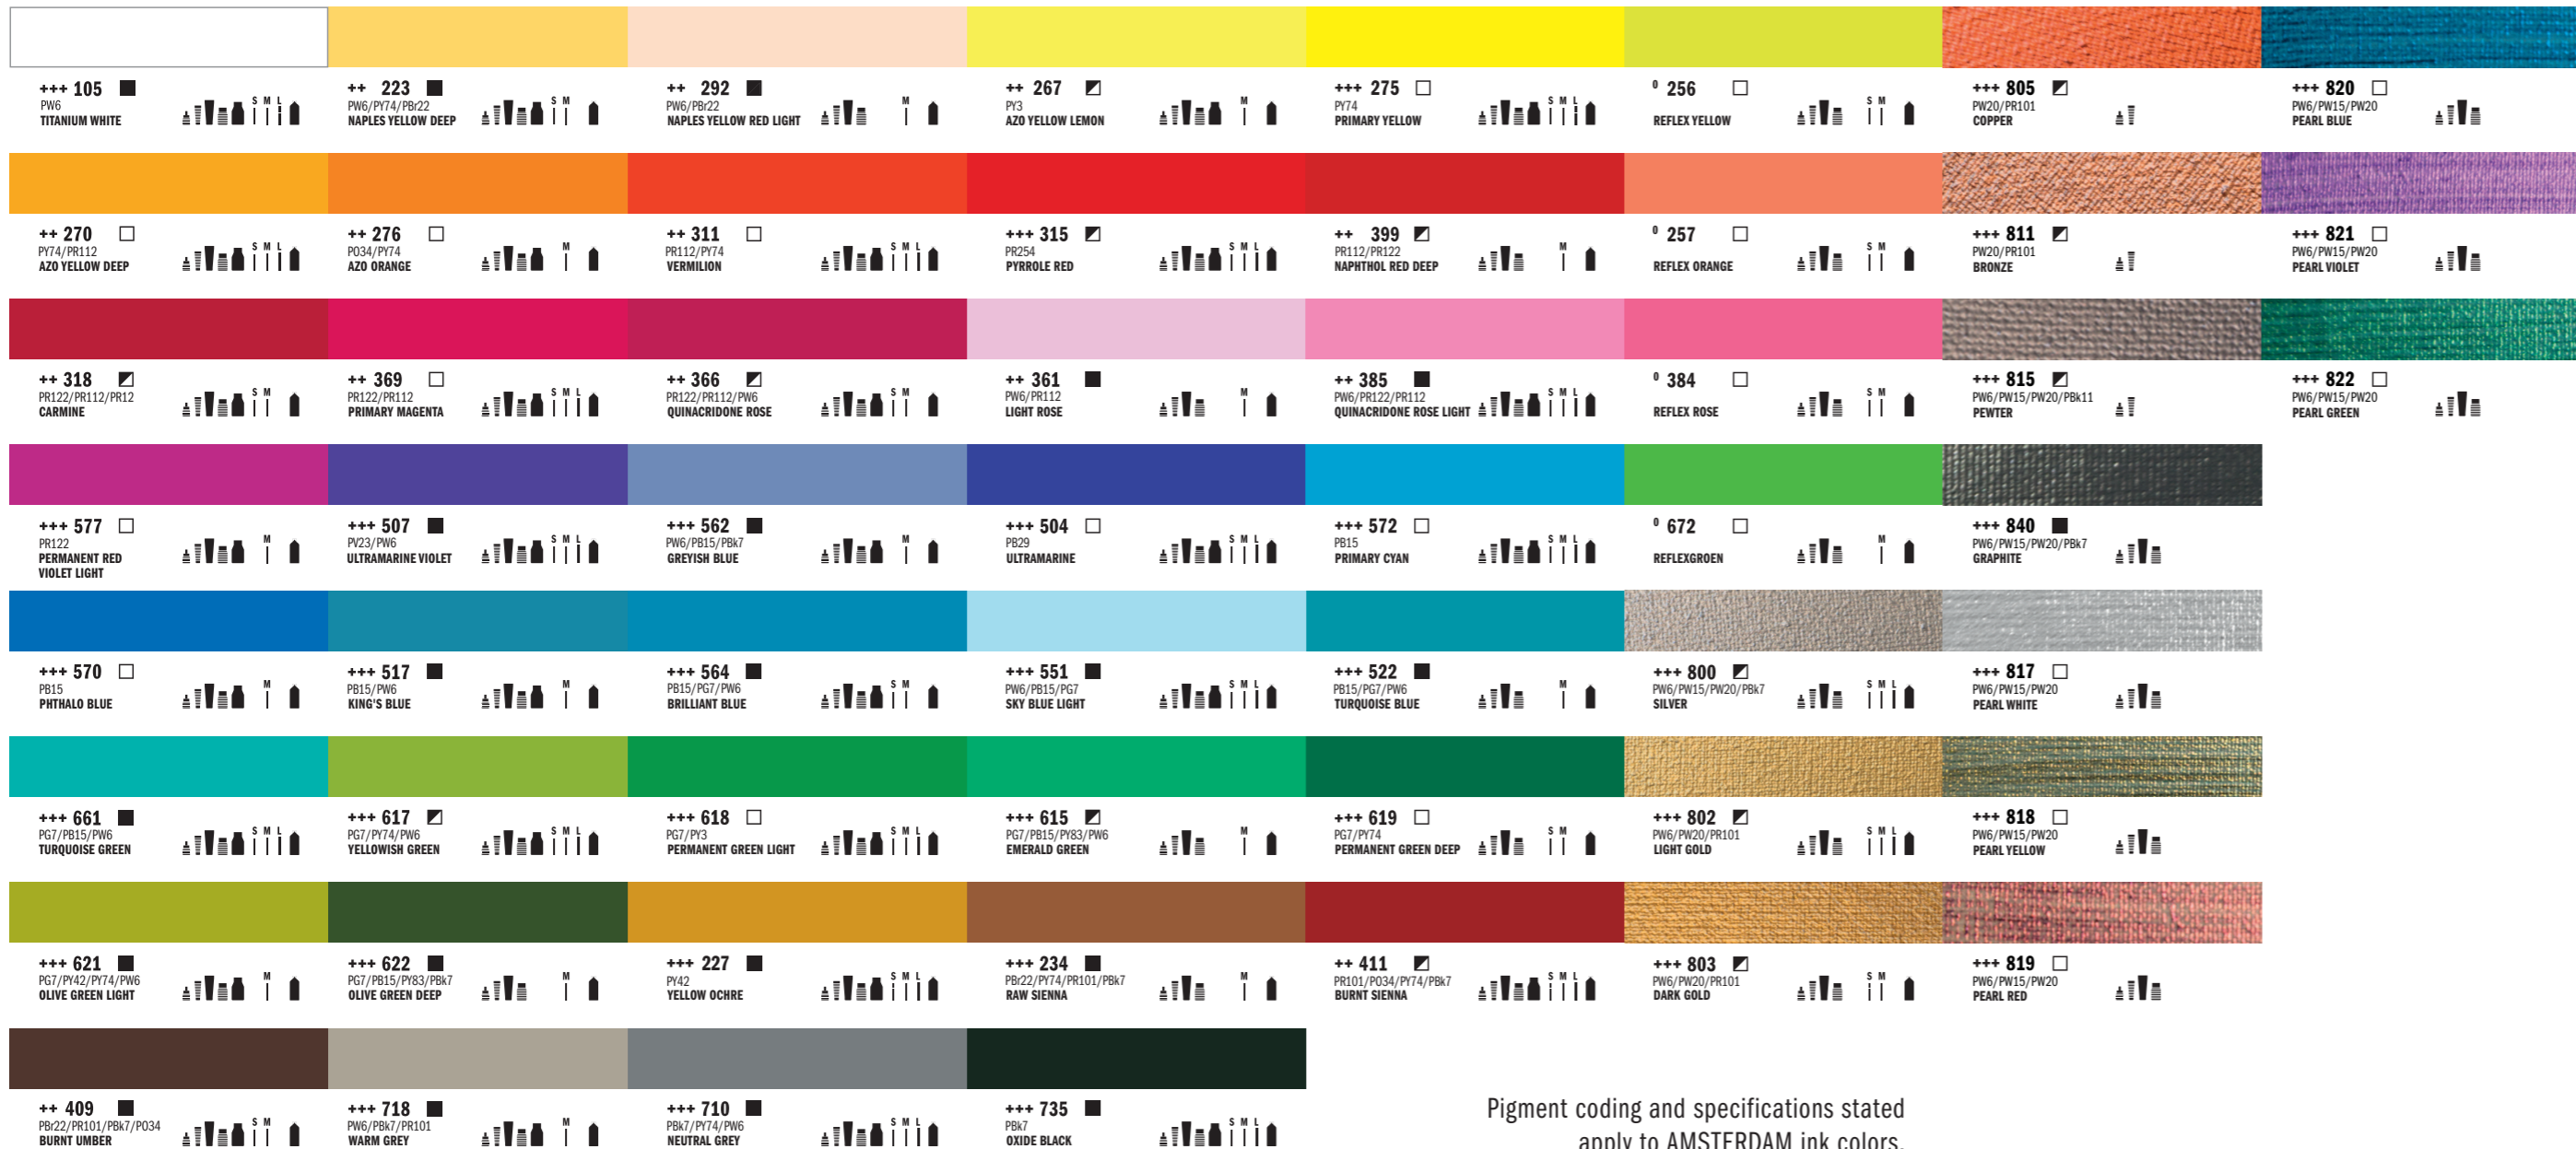 +++ 105
PW6
TITANIUM WHITE
S M L
++ 223
PW6/PY74/PBr22
NAPLES YELLOW DEEP
S M
++ 292
PW6/PBr22
NAPLES YELLOW RED LIGHT
M
++ 267
PY3
AZO YELLOW LEMON
M
+++ 275
PY74
PRIMARY YELLOW
S M L
0 256
REFLEX YELLOW
S M
+++ 805
PW20/PR101
COPPER
+++ 820
PW6/PW15/PW20
PEARL BLUE
++ 270
PY74/PR112
AZO YELLOW DEEP
S M L
++ 276
PO34/PY74
AZO ORANGE
M
++ 311
PR112/PY74
VERMILION
S M L
+++ 315
PR254
PYRROLE RED
S M L
++ 399
PR112/PR122
NAPHTHOL RED DEEP
M
0 257
REFLEX ORANGE
S M
+++ 811
PW20/PR101
BRONZE
+++ 821
PW6/PW15/PW20
PEARL VIOLET
++ 318
PR122/PR112/PR12
CARMINE
S M
++ 369
PR122/PR112
PRIMARY MAGENTA
S M L
++ 366
PR122/PR112/PW6
QUINACRIDONE ROSE
S M
++ 361
PW6/PR112
LIGHT ROSE
M
++ 385
PW6/PR122/PR112
QUINACRIDONE ROSE LIGHT
S M L
0 384
REFLEX ROSE
S M
+++ 815
PW6/PW15/PW20/PBk11
PEWTER
+++ 822
PW6/PW15/PW20
PEARL GREEN
+++ 577
PR122
PERMANENT RED
VIOLET LIGHT
M
+++ 507
PV23/PW6
ULTRAMARINE VIOLET
S M L
+++ 562
PW6/PB15/PBk7
GREYISH BLUE
M
+++ 504
PB29
ULTRAMARINE
S M L
+++ 572
PB15
PRIMARY CYAN
S M L
0 672
REFLEXGROEN
M
+++ 840
PW6/PW15/PW20/PBk7
GRAPHITE
+++ 570
PB15
PHTHALO BLUE
M
+++ 517
PB15/PW6
KING'S BLUE
M
+++ 564
PB15/PG7/PW6
BRILLIANT BLUE
S M
+++ 551
PW6/PB15/PG7
SKY BLUE LIGHT
S M L
+++ 522
PB15/PG7/PW6
TURQUOISE BLUE
M
+++ 800
PW6/PW15/PW20/PBk7
SILVER
S M L
+++ 817
PW6/PW15/PW20
PEARL WHITE
+++ 661
PG7/PB15/PW6
TURQUOISE GREEN
S M L
+++ 617
PG7/PY74/PW6
YELLOWISH GREEN
S M L
+++ 618
PG7/PY3
PERMANENT GREEN LIGHT
S M L
+++ 615
PG7/PB15/PY83/PW6
EMERALD GREEN
M
+++ 619
PG7/PY74
PERMANENT GREEN DEEP
S M
+++ 802
PW6/PW20/PR101
LIGHT GOLD
S M L
+++ 818
PW6/PW15/PW20
PEARL YELLOW
+++ 621
PG7/PY42/PY74/PW6
OLIVE GREEN LIGHT
M
+++ 622
PG7/PB15/PY83/PBk7
OLIVE GREEN DEEP
M
+++ 227
PY42
YELLOW OCHRE
S M L
+++ 234
PBr22/PY74/PR101/PBk7
RAW SIENNA
M
++ 411
PR101/PO34/PY74/PBk7
BURNT SIENNA
S M L
+++ 803
PW6/PW20/PR101
DARK GOLD
S M
+++ 819
PW6/PW15/PW20
PEARL RED
++ 409
PBr22/PR101/PBk7/PO34
BURNT UMBER
S M
+++ 718
PW6/PBk7/PR101
WARM GREY
M
+++ 710
PBk7/PY74/PW6
NEUTRAL GREY
S M L
+++ 735
PBk7
OXIDE BLACK
S M L
Pigment coding and specifications stated
apply to AMSTERDAM ink colors.